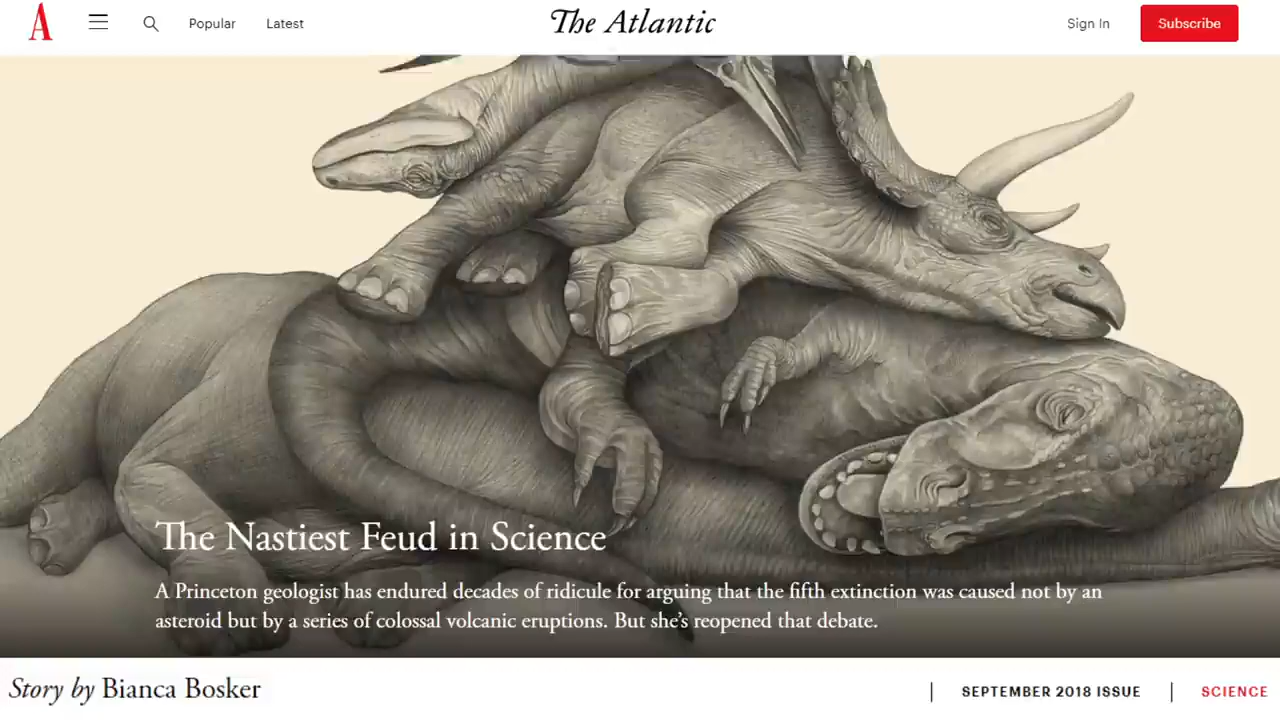 A
Popular
Latest
The Atlantic
Sign In
Subscribe
The Nastiest Feud in Science
A Princeton geologist has endured decades of ridicule for arguing that the fifth extinction was caused not by an
asteroid but by a series of colossal volcanic eruptions. But she’s reopened that debate.
Story by Bianca Bosker
SEPTEMBER 2018 ISSUE
SCIENCE